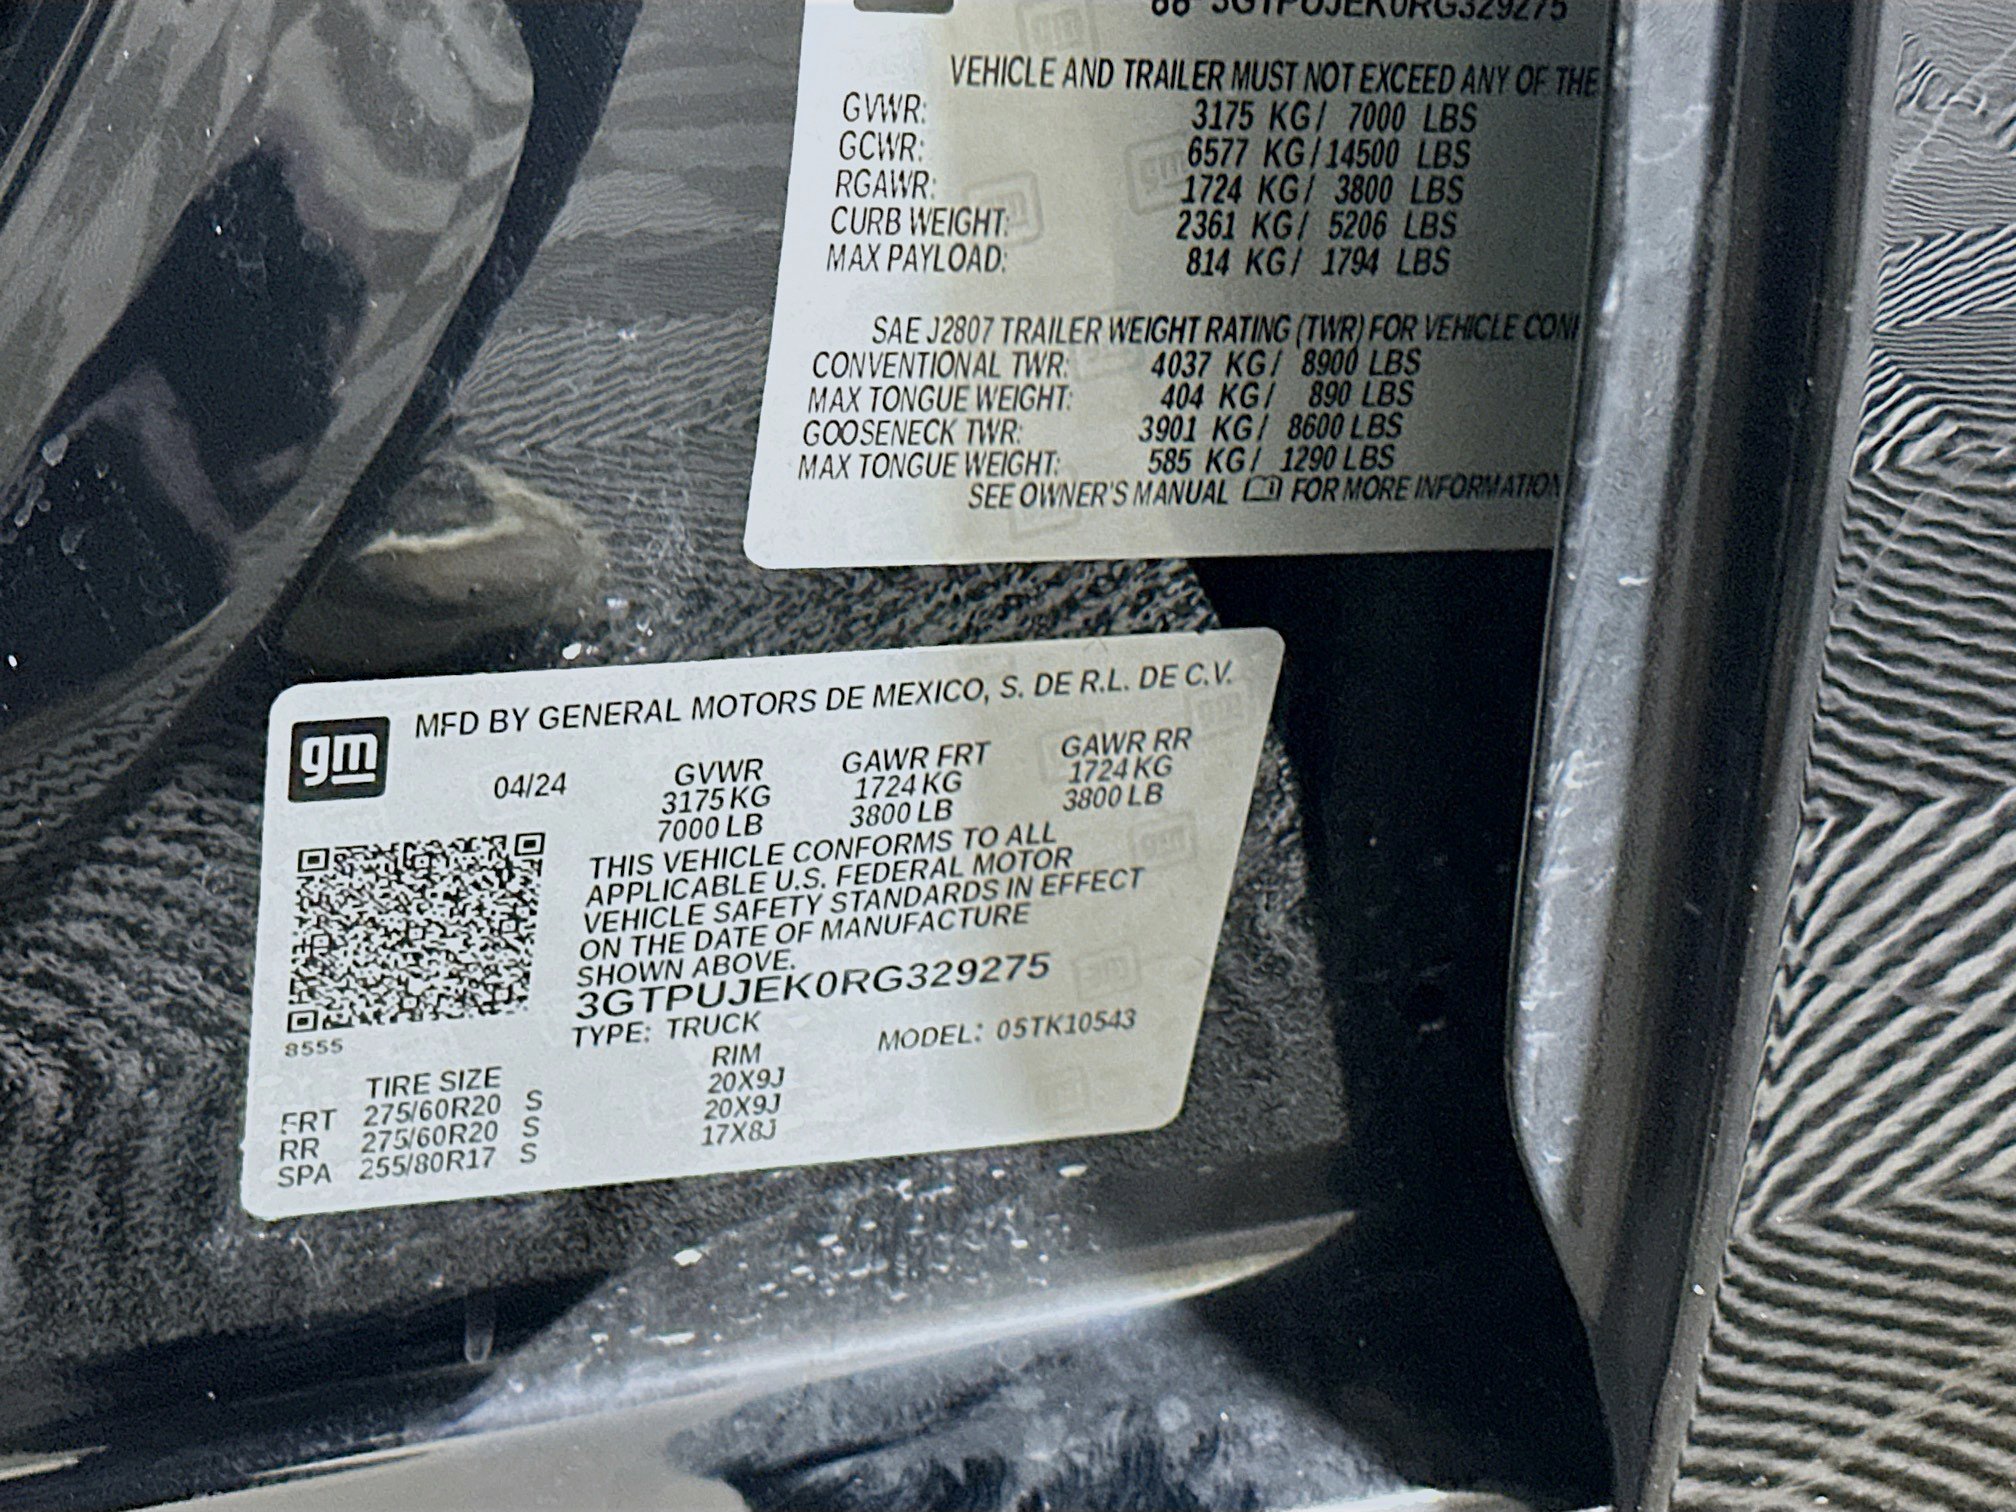 3GTPUJEK0RG329275
VEHICLE AND TRAILER MUST NOT EXCEED ANY OF THE
GVWR: 3175 KG/ 7000 LBS
GCWR: 6577 KG/14500 LBS
RGAWR: 1724 KG/ 3800 LBS
CURB WEIGHT: 2361 KG/ 5206 LBS
MAX PAYLOAD: 814 KG/ 1794 LBS
SAE J2807 TRAILER WEIGHT RATING (TWR) FOR VEHICLE
CONVENTIONAL TWR: 4037 KG/ 8900 LBS
MAX TONGUE WEIGHT: 404 KG/ 890 LBS
GOOSENECK TWR: 3901 KG/ 8600 LBS
MAX TONGUE WEIGHT: 585 KG/ 1290 LBS
SEE OWNER'S MANUAL FOR MORE INFORMATION
MFD BY GENERAL MOTORS DE MEXICO, S. DE R.L. DE C.V.
gm
04/24 GVWR GAWR FRT GAWR RR
3175 KG 1724 KG 1724 KG
7000 LB 3800 LB 3800 LB
THIS VEHICLE CONFORMS TO ALL
APPLICABLE U.S. FEDERAL MOTOR
VEHICLE SAFETY STANDARDS IN EFFECT
ON THE DATE OF MANUFACTURE
SHOWN ABOVE.
3GTPUJEK0RG329275
TYPE: TRUCK MODEL: 05TK10543
8555
TIRE SIZE RIM
FRT 275/60R20 S 20X9J
RR 275/60R20 S 20X9J
SPA 255/80R17 S 17X8J